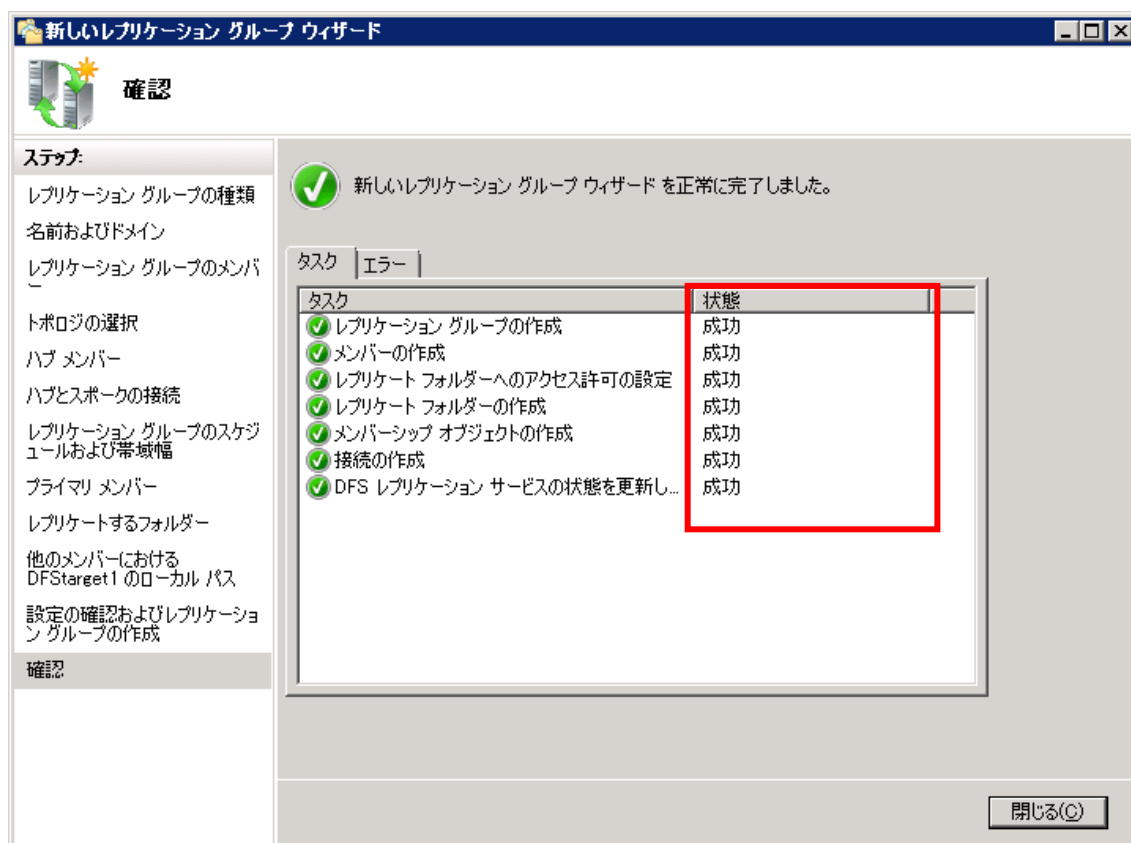 新しいレプリケーション グループ ウィザード
確認
ステップ:
レプリケーション グループの種類
名前およびドメイン
レプリケーション グループのメンバ
ー
トポロジの選択
ハブ メンバー
ハブとスポークの接続
レプリケーション グループのスケジ
ュールおよび帯域幅
プライマリ メンバー
レプリケートするフォルダー
他のメンバーにおける
DFStarget1 のローカル パス
設定の確認およびレプリケーショ
ン グループの作成
確認
新しいレプリケーション グループ ウィザード を正常に完了しました。
タスク エラー
タスク 状態
レプリケーション グループの作成 成功
メンバーの作成 成功
レプリケート フォルダーへのアクセス許可の設定 成功
レプリケート フォルダーの作成 成功
メンバーシップ オブジェクトの作成 成功
接続の作成 成功
DFS レプリケーション サービスの状態を更新し... 成功
閉じる(C)